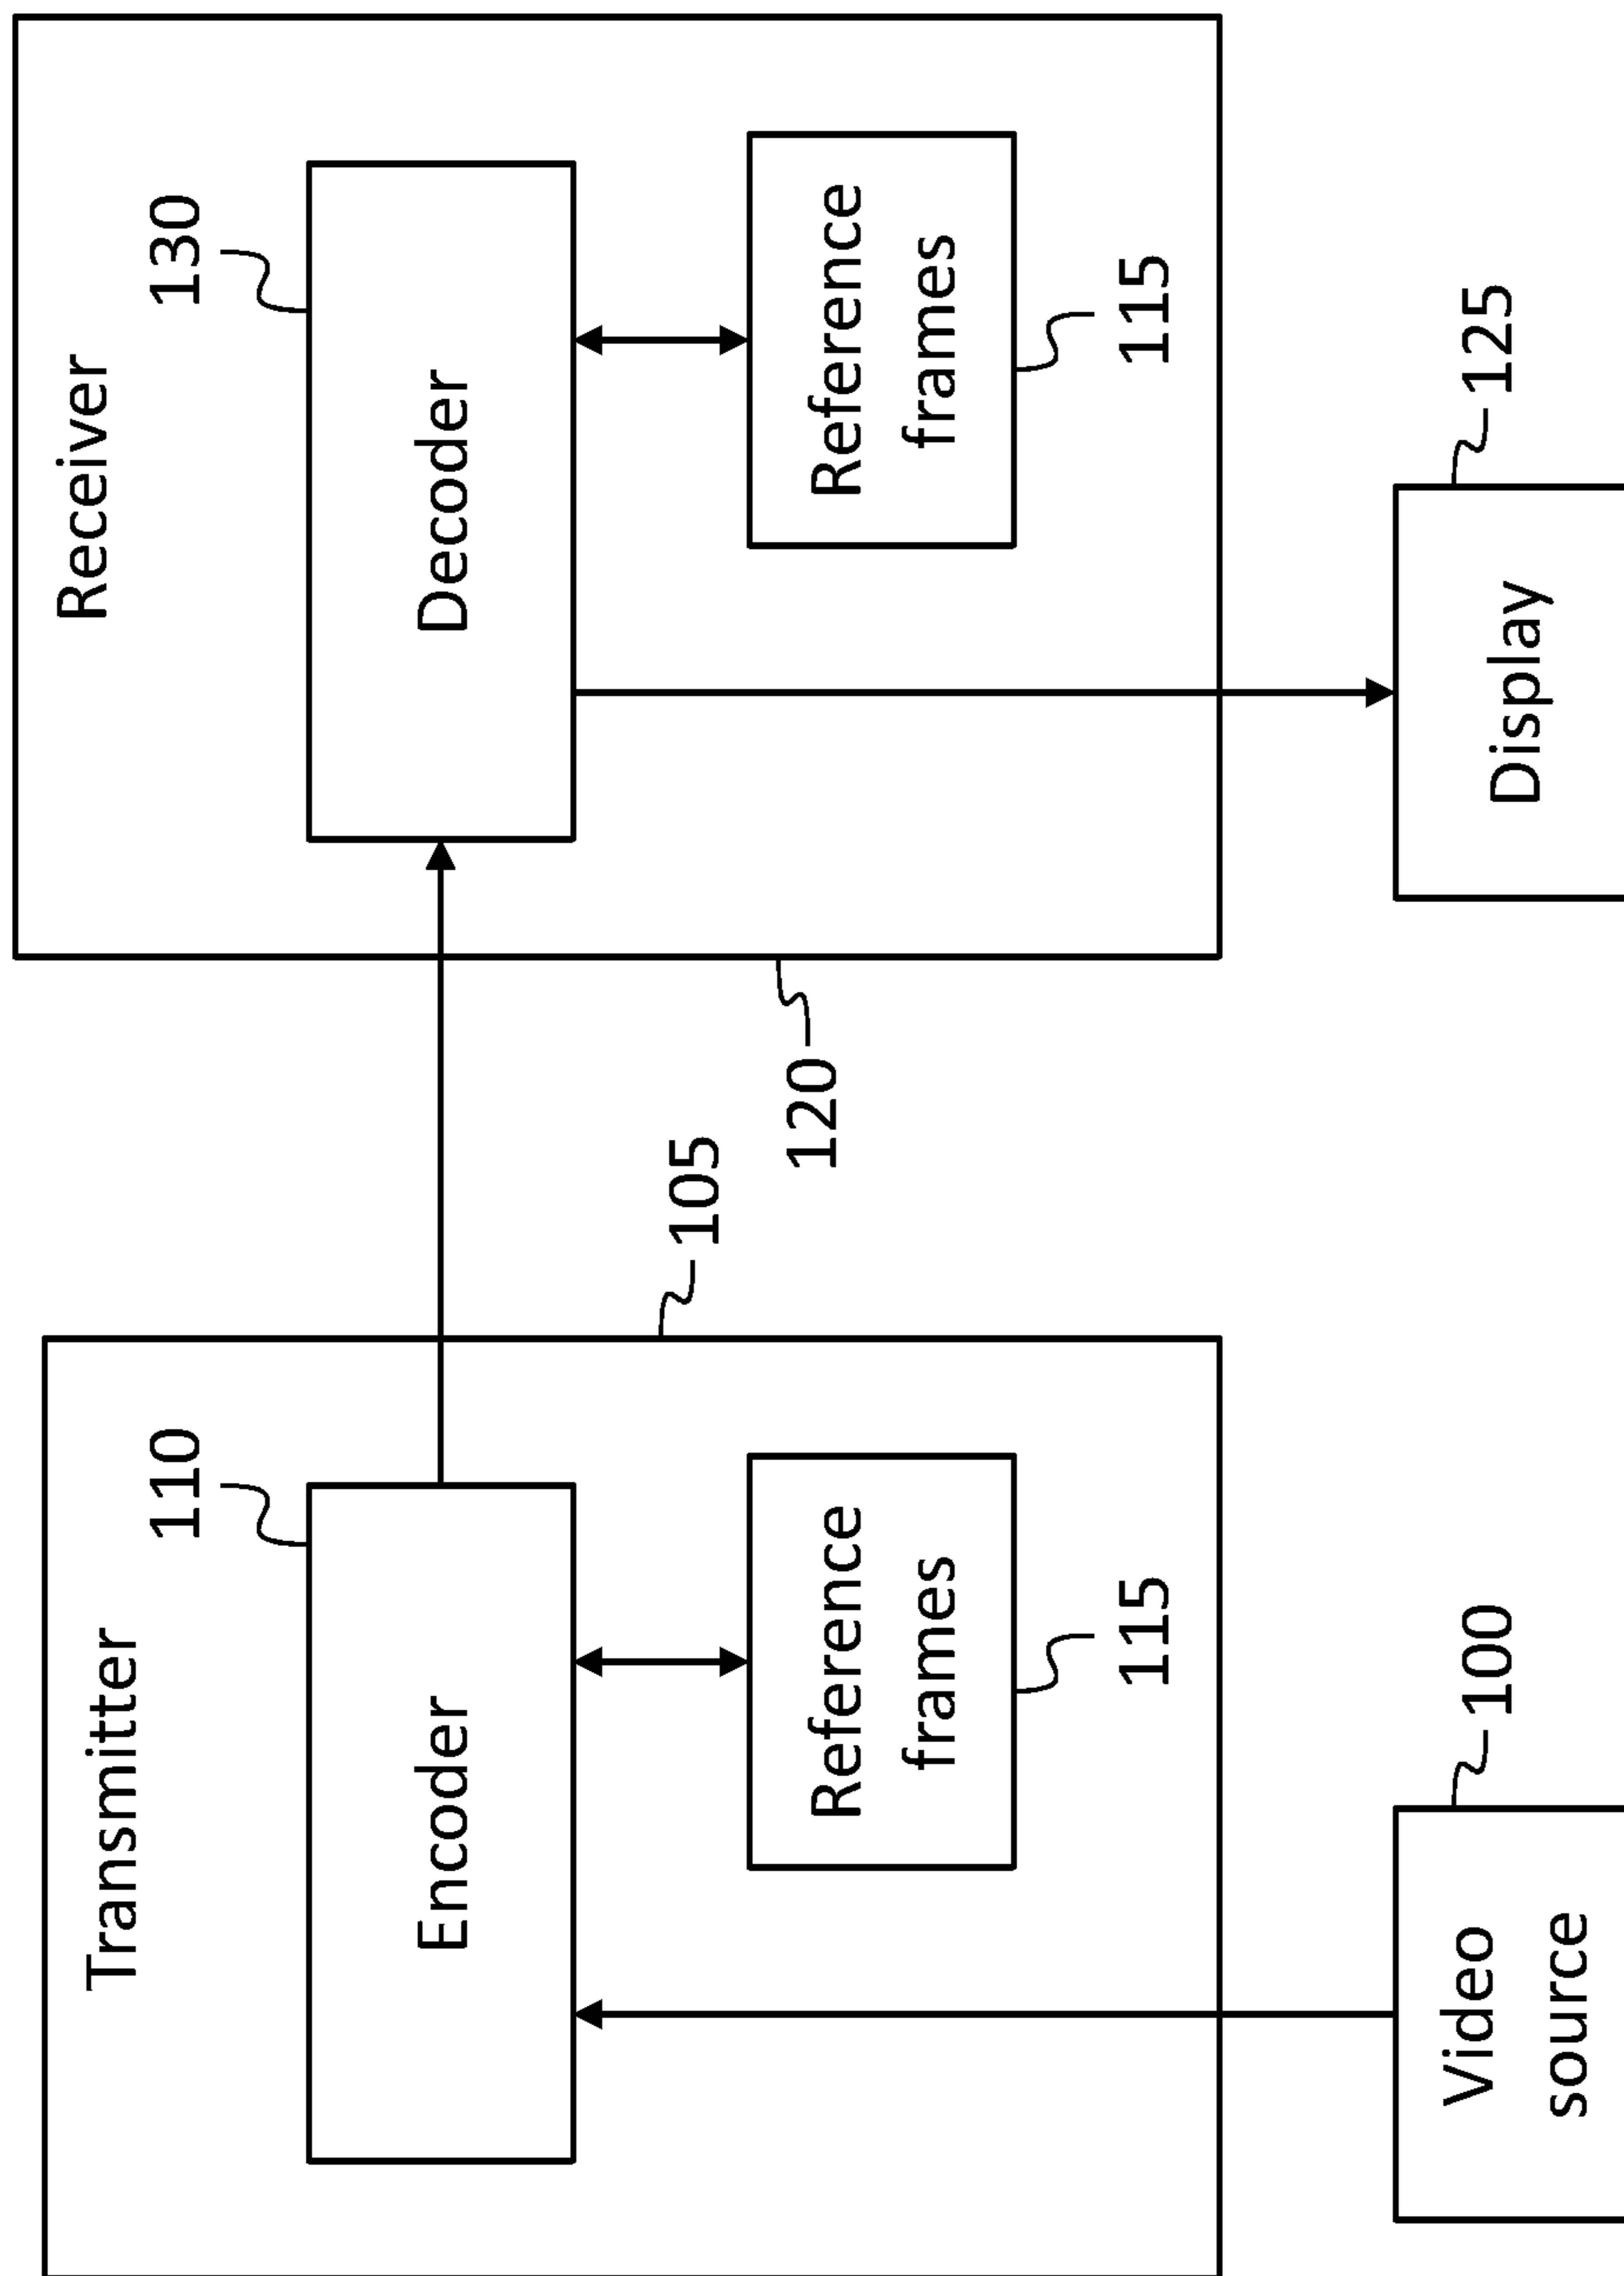 Transmitter
110
Encoder
Reference
frames
115
105
Video
source
100
Receiver
130
Decoder
Reference
frames
115
120
Display
125